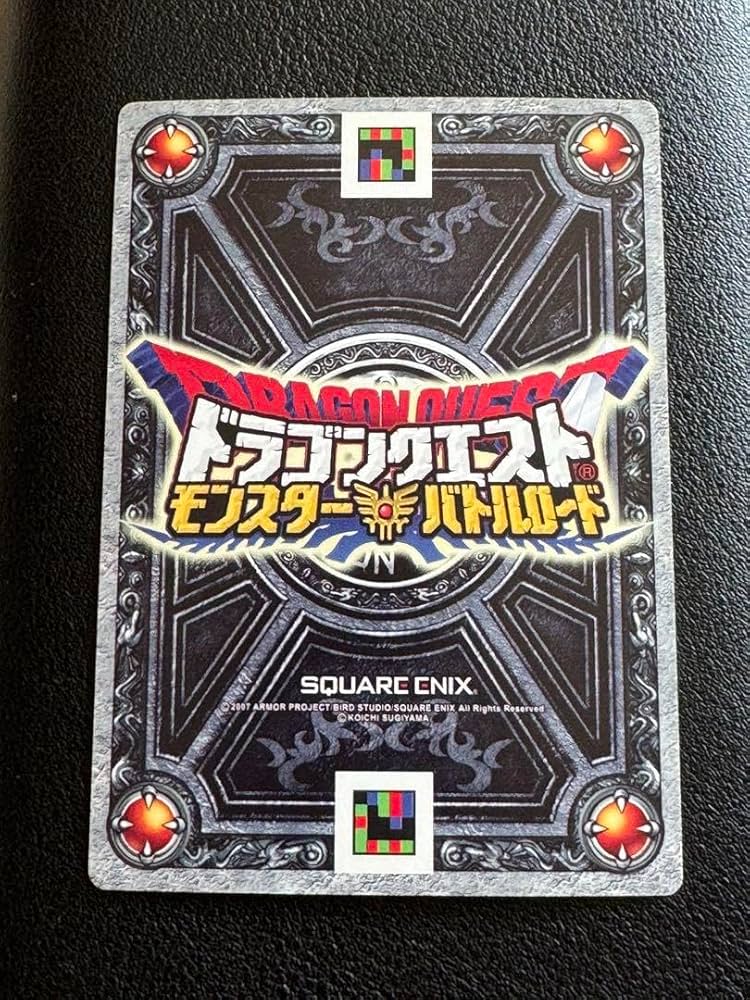 DRAGON QUEST
ドラゴンクエスト®
モンスター バトルロード
SQUARE ENIX®
©2007 ARMOR PROJECT/BIRD STUDIO/SQUARE ENIX All Rights Reserved
©KOICHI SUGIYAMA